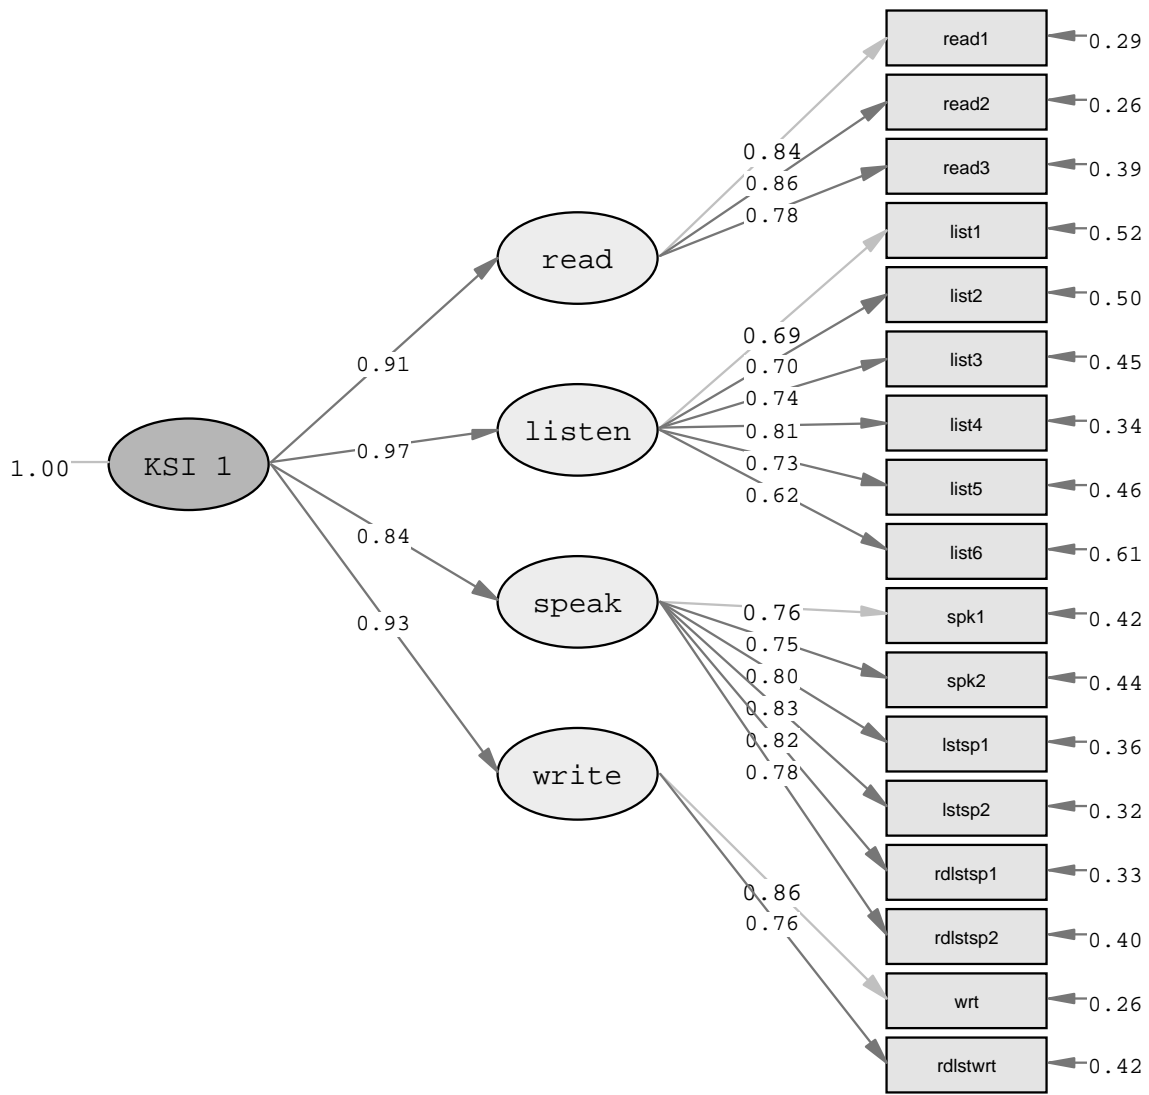 read1
0.29
read2
0.26
0.84
read3
0.39
0.86
0.78
list1
0.52
read
list2
0.50
0.69
list3
0.45
0.91
0.70
0.74
list4
0.34
listen
0.81
0.97
0.73
KSI 1
1.00
list5
0.46
0.62
0.84
list6
0.61
speak
0.76
spk1
0.42
0.93
0.75
spk2
0.44
0.80
0.83
lstsp1
0.36
0.82
write
0.78
lstsp2
0.32
rdlstsp1
0.33
0.86
0.76
rdlstsp2
0.40
wrt
0.26
rdlstwrt
0.42